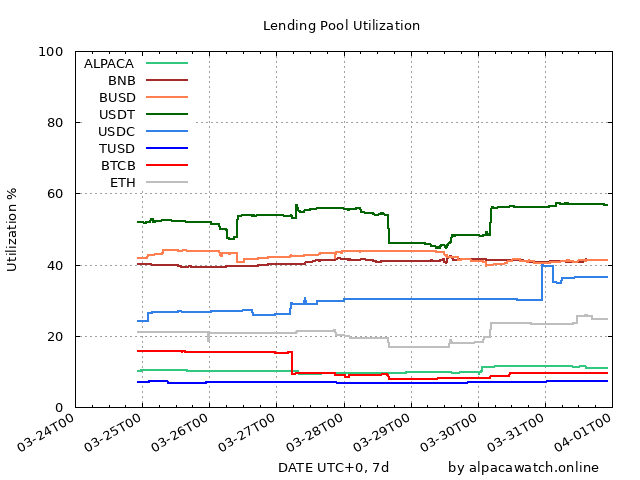 Lending Pool Utilization
100
80
60
40
20
0
Utilization %
ALPACA
BNB
BUSD
USDT
USDC
TUSD
BTCB
ETH
03-24T00
03-25T00
03-26T00
03-27T00
03-28T00
03-29T00
03-30T00
03-31T00
04-01T00
DATE UTC+0, 7d
by alpacawatch.online